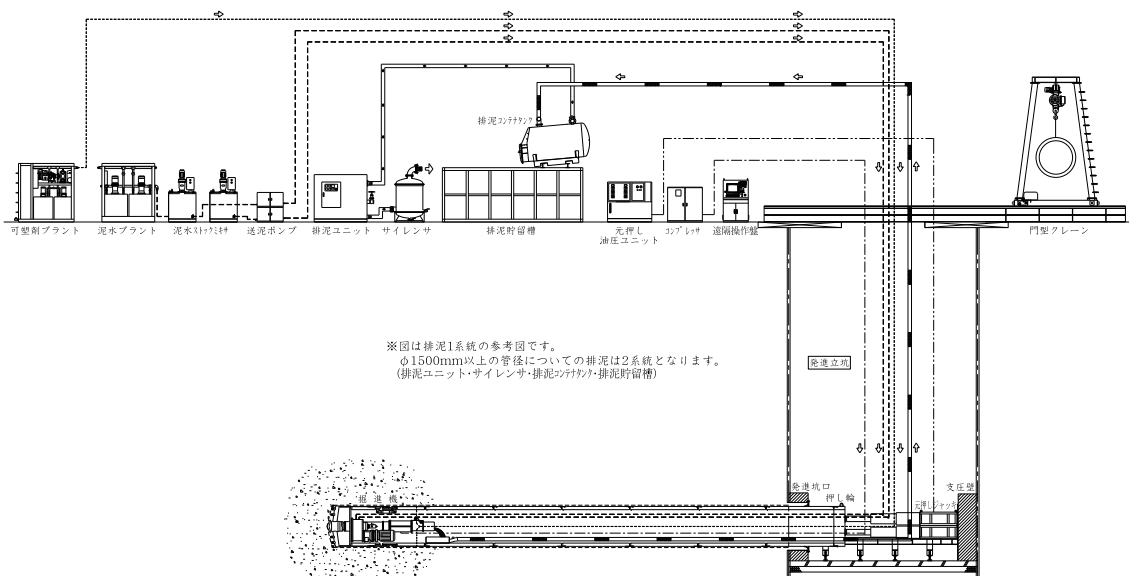 排泥コンテナタンク
可塑剤プラント
泥水プラント
泥水ストックミキサ
送泥ポンプ
排泥ユニット
サイレンサ
排泥貯留槽
元押し
油圧ユニット
コンプレッサ
遠隔操作盤
門型クレーン
※図は排泥1系統の参考図です。
φ1500mm以上の管径についての排泥は2系統となります。
(排泥ユニット・サイレンサ・排泥コンテナタンク・排泥貯留槽)
発進立坑
掘進機
発進坑口
押し輪
元押しジャッキ
支圧壁